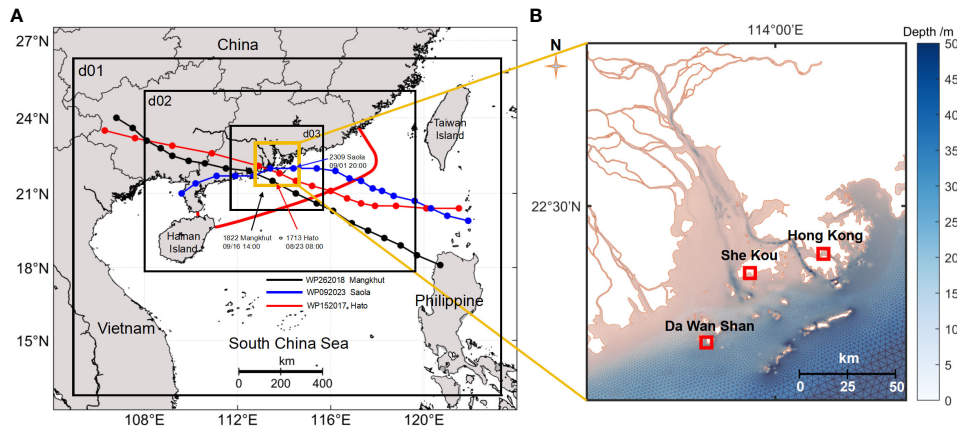 A
27°N
24°N
21°N
18°N
15°N
108°E
112°E
116°E
120°E
China
d01
d02
d03
Taiwan
Island
2309 Saola
09/01 20:00
Hainan
Island
1822 Mangkhut
09/16 14:00
1713 Hato
08/23 08:00
WP262018 Mangkut
WP092023 Saola
WP152017 Hato
Philippine
Vietnam
South China Sea
km
0 200 400
B
N
114°00'E
Depth /m
22°30'N
Hong Kong
She Kou
Da Wan Shan
km
0 25 50
50
45
40
35
30
25
20
15
10
5
0